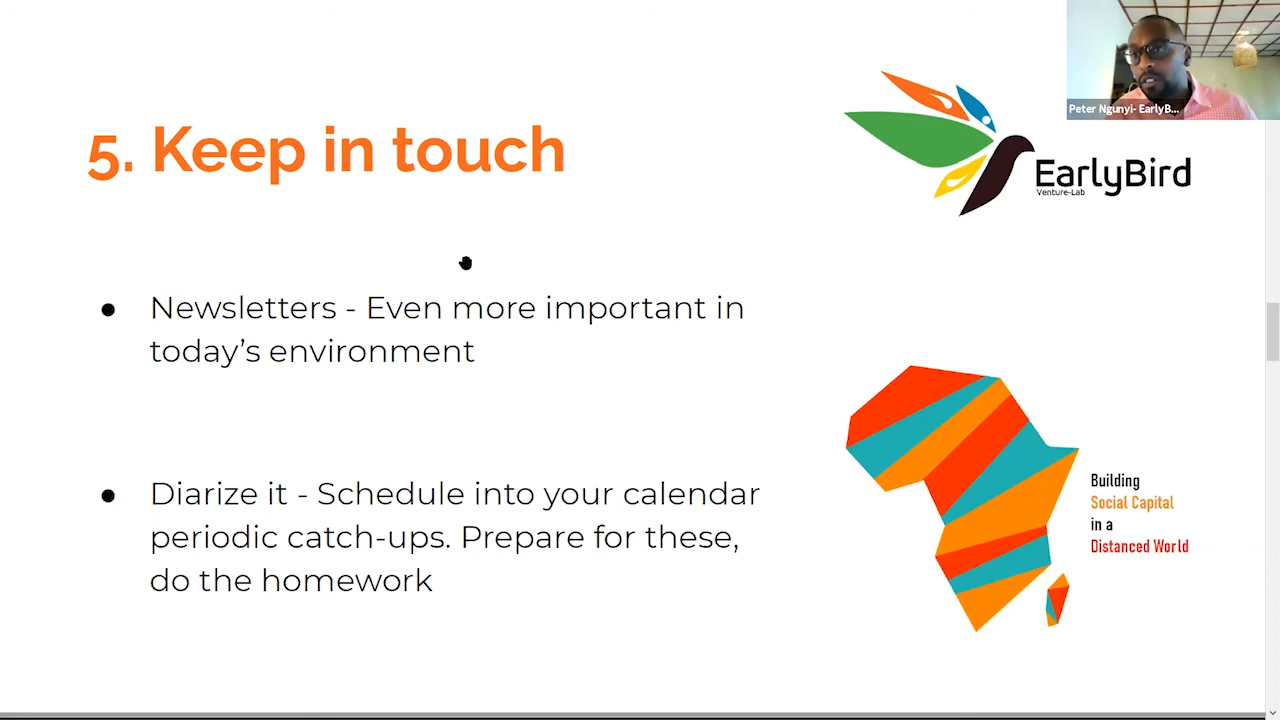 Peter Ngunyi- EarlyB...
5. Keep in touch
EarlyBird
Venture-Lab
● Newsletters - Even more important in
today’s environment
● Diarize it - Schedule into your calendar
periodic catch-ups. Prepare for these,
do the homework
Building
Social Capital
in a
Distanced World